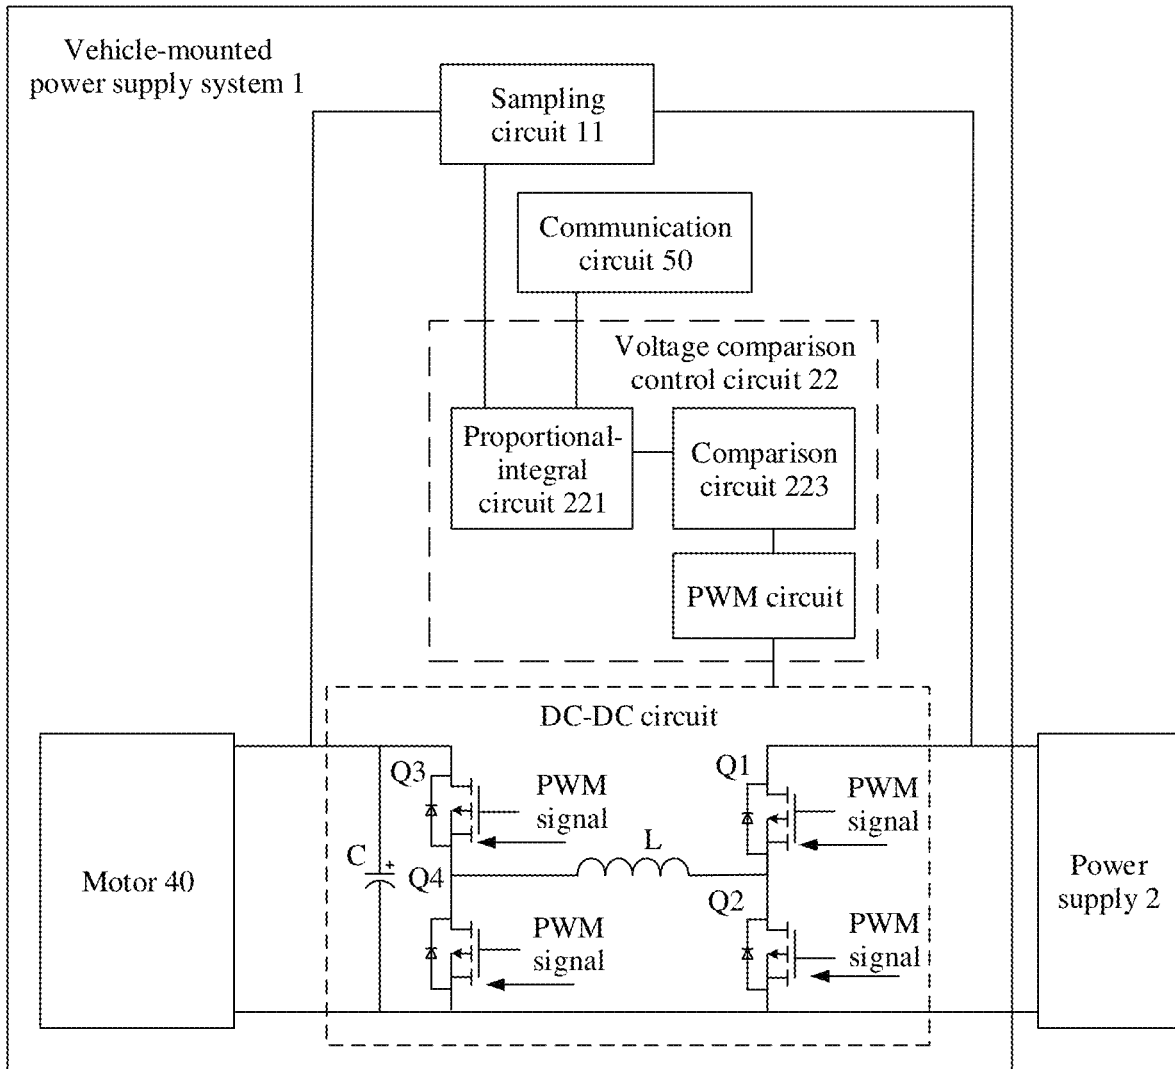 Vehicle-mounted
power supply system 1
Sampling
circuit 11
Communication
circuit 50
Voltage comparison
control circuit 22
Proportional-
integral
circuit 221
Comparison
circuit 223
PWM circuit
DC-DC circuit
Q3
PWM
signal
Q1
PWM
signal
L
C
+
Q4
PWM
signal
Q2
PWM
signal
Motor 40
Power
supply 2